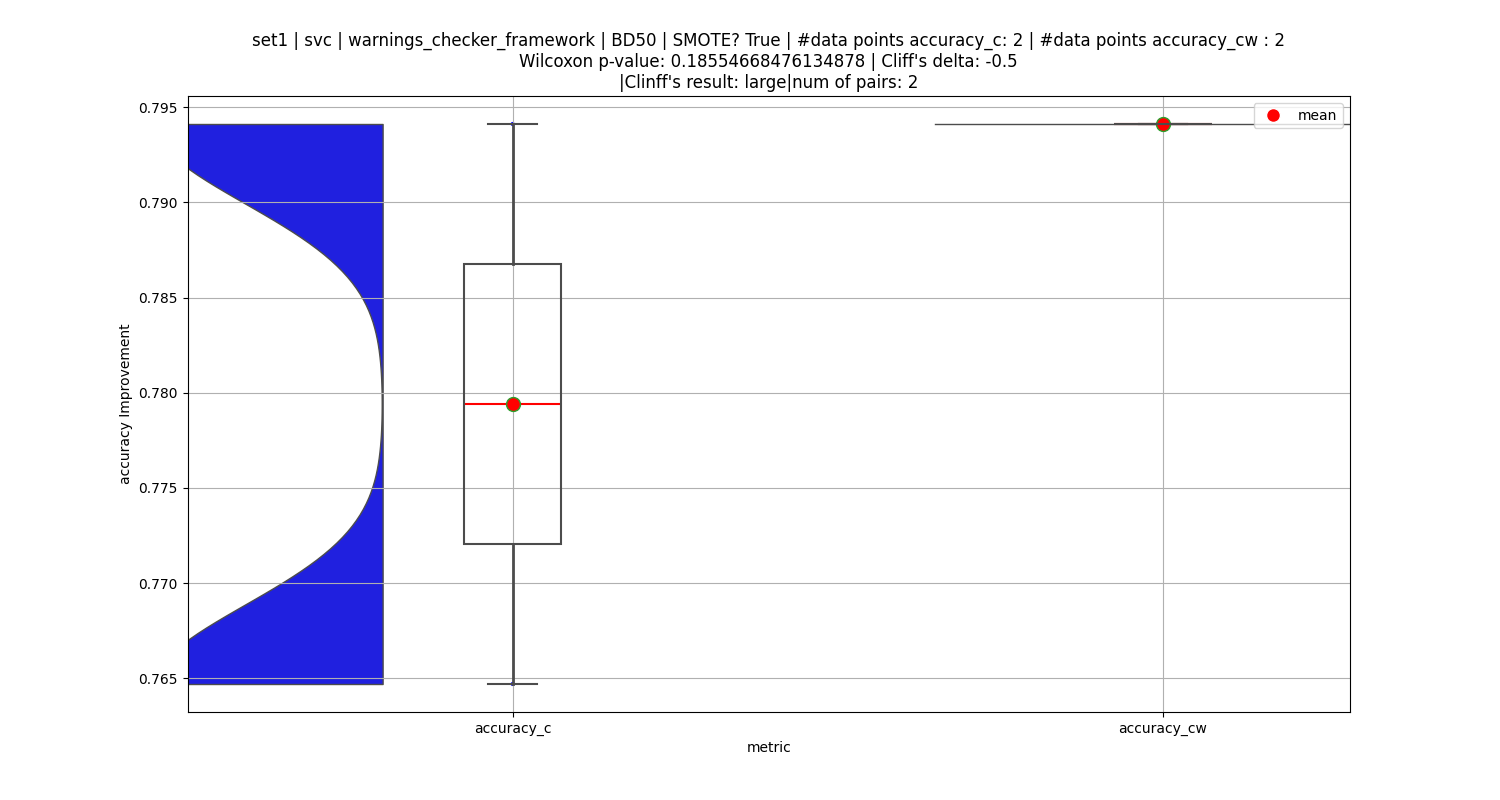 set1 | svc | warnings_checker_framework | BD50 | SMOTE? True | #data points accuracy_c: 2 | #data points accuracy_cw : 2
Wilcoxon p-value: 0.18554668476134878 | Cliff's delta: -0.5
|Clinff's result: large|num of pairs: 2
mean
0.795
0.790
0.785
0.780
0.775
0.770
0.765
accuracy Improvement
accuracy_c
accuracy_cw
metric